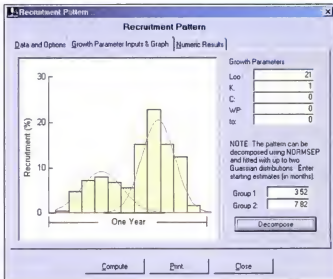 Recruitment Pattern
Recruitment Pattern
Data and Options
Growth Parameter Inputs & Graph
Numeric Results
Growth Parameters
Loo: 21
K: 1
C: 0
WP: 0
to: 0
Recruitment (%)
30
20
10
0
One Year
NOTE: The pattern can be
decomposed using NORMSEP
and fitted with up to two
Gaussian distributions. Enter
starting estimates (in months)
Group 1: 3.52
Group 2: 7.82
Decompose
Compute
Print
Close